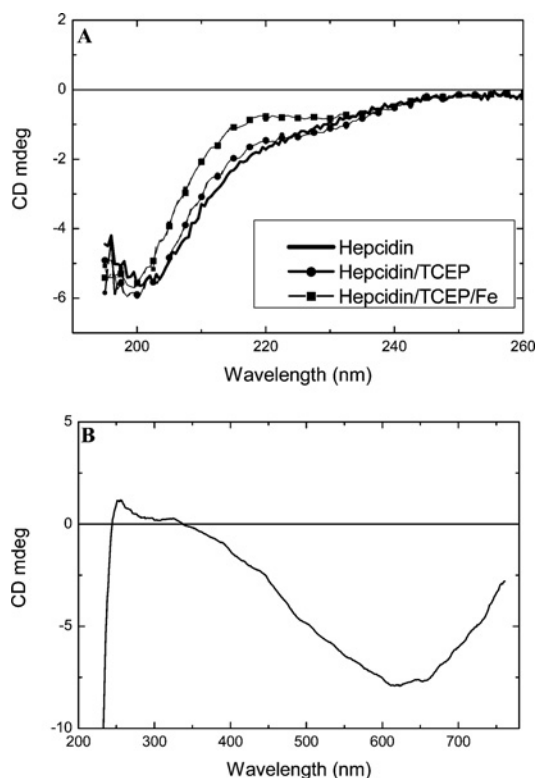 A
0
-2
-4
-6
CD mdeg
Hepcidin
Hepcidin/TCEP
Hepcidin/TCEP/Fe
200 220 240 260
Wavelength (nm)
B
5
0
-5
-10
CD mdeg
200 300 400 500 600 700
Wavelength (nm)